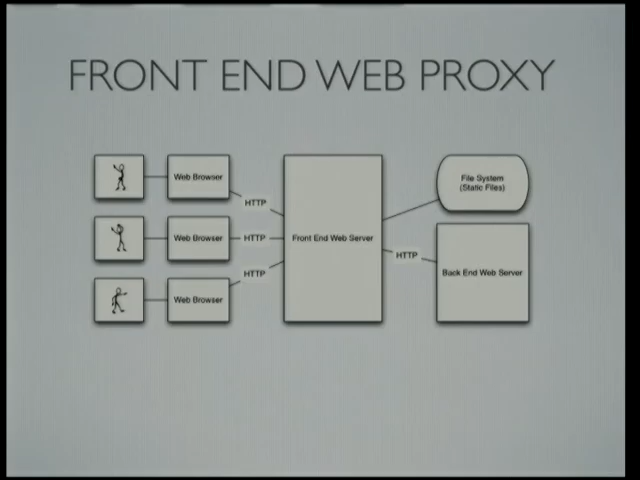 FRONT END WEB PROXY
Web Browser
HTTP
Web Browser
HTTP
Web Browser
HTTP
Front End Web Server
HTTP
File System
(Static Files)
Back End Web Server